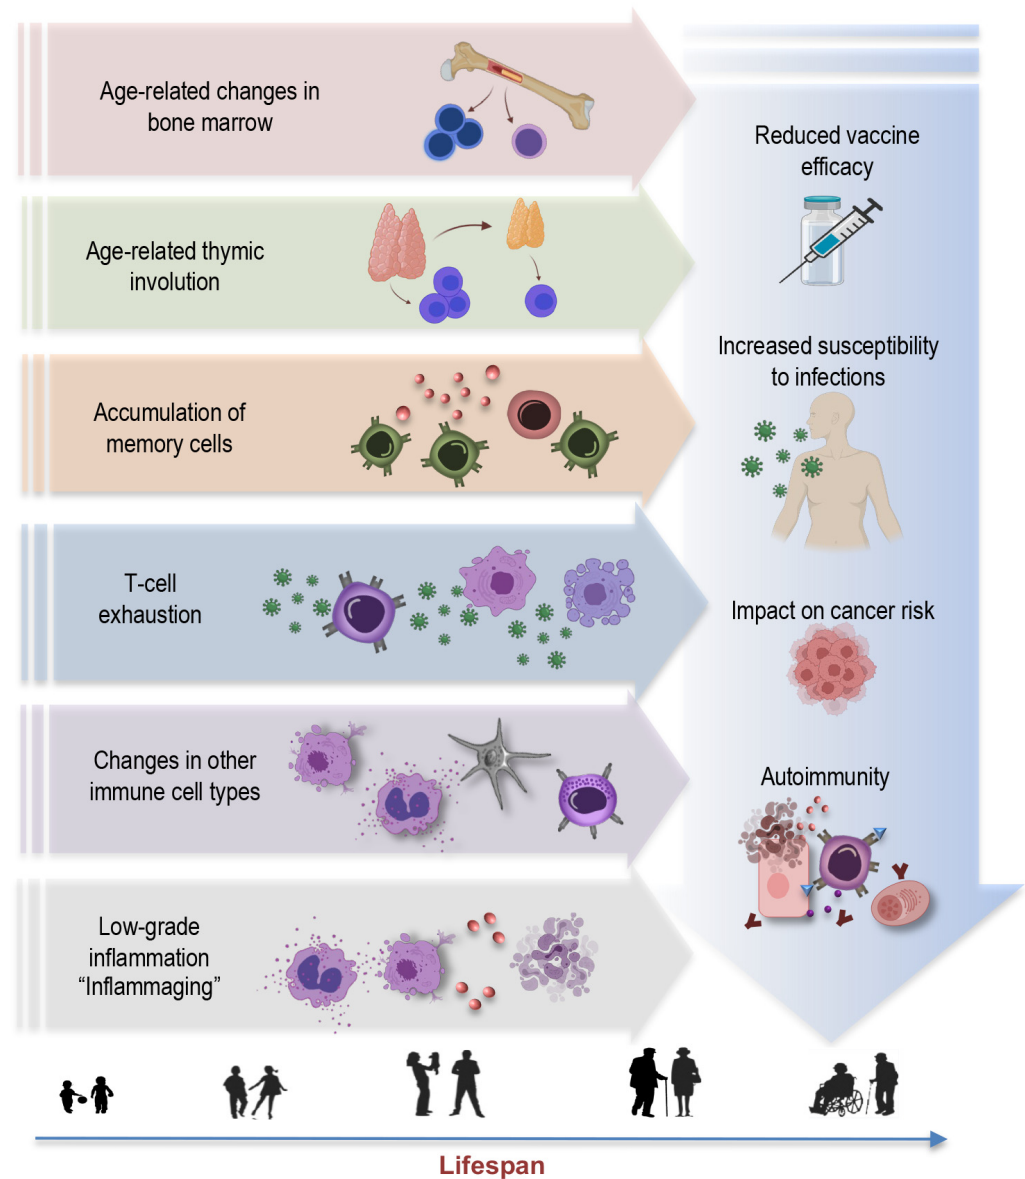 Age-related changes in
bone marrow
Age-related thymic
involution
Accumulation of
memory cells
T-cell
exhaustion
Changes in other
immune cell types
Low-grade
inflammation
“Inflammaging”
Reduced vaccine
efficacy
Increased susceptibility
to infections
Impact on cancer risk
Autoimmunity
Lifespan